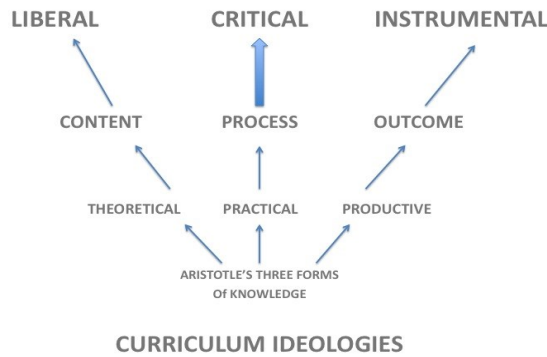 LIBERAL CRITICAL INSTRUMENTAL
CONTENT PROCESS OUTCOME
THEORETICAL PRACTICAL PRODUCTIVE
ARISTOTLE'S THREE FORMS
Of KNOWLEDGE
CURRICULUM IDEOLOGIES